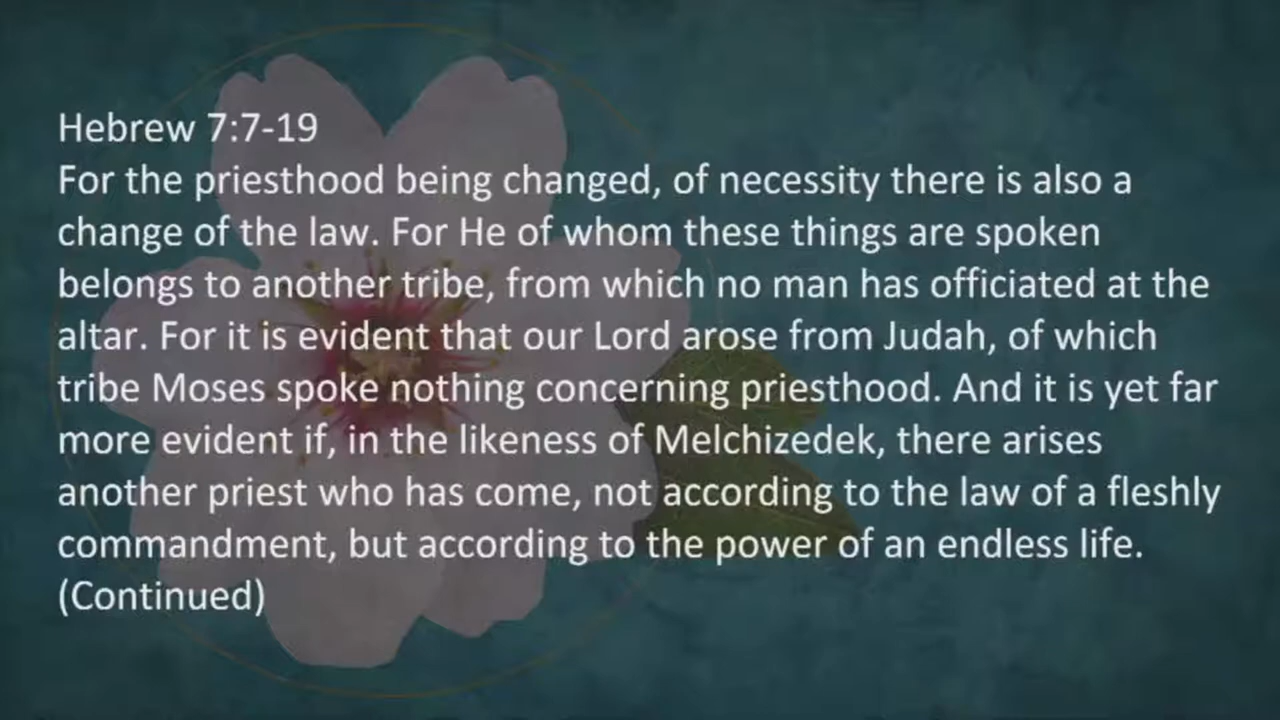 Hebrew 7:7-19
For the priesthood being changed, of necessity there is also a
change of the law. For He of whom these things are spoken
belongs to another tribe, from which no man has officiated at the
altar. For it is evident that our Lord arose from Judah, of which
tribe Moses spoke nothing concerning priesthood. And it is yet far
more evident if, in the likeness of Melchizedek, there arises
another priest who has come, not according to the law of a fleshly
commandment, but according to the power of an endless life.
(Continued)